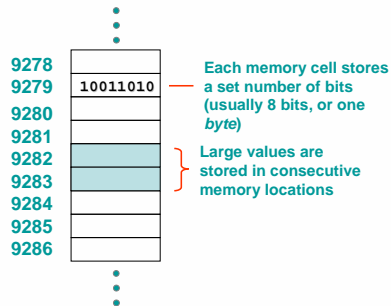 9278
9279
10011010
9280
9281
9282
9283
9284
9285
9286
Each memory cell stores
a set number of bits
(usually 8 bits, or one
byte)
Large values are
stored in consecutive
memory locations